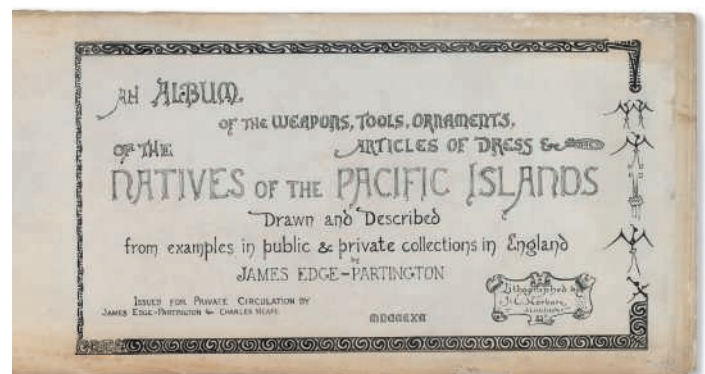 AN ALBUM.
OF THE WEAPONS, TOOLS, ORNAMENTS,
OF THE ARTICLES OF DRESS &c
NATIVES OF THE PACIFIC ISLANDS
Drawn and Described
from examples in public & private collections in England
by
JAMES EDGE-PARTINGTON
ISSUED FOR PRIVATE CIRCULATION BY
JAMES EDGE-PARTINGTON & CHARLES HEAPE.
Lithographed by
J.C.
MDCCCXC